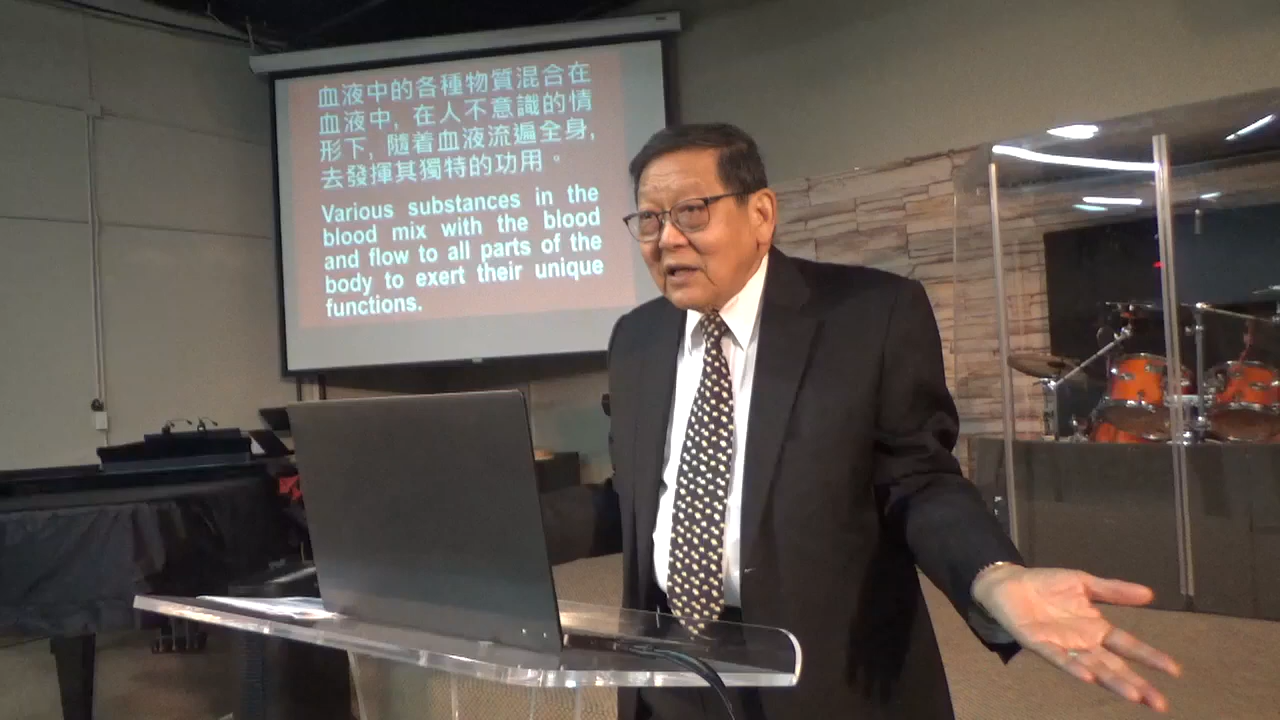 血液中的各種物質混合在
血液中, 在人不意識的情
形下, 隨着血液流遍全身,
去發揮其獨特的功用。
Various substances in the
blood mix with the blood
and flow to all parts of the
body to exert their unique
functions.